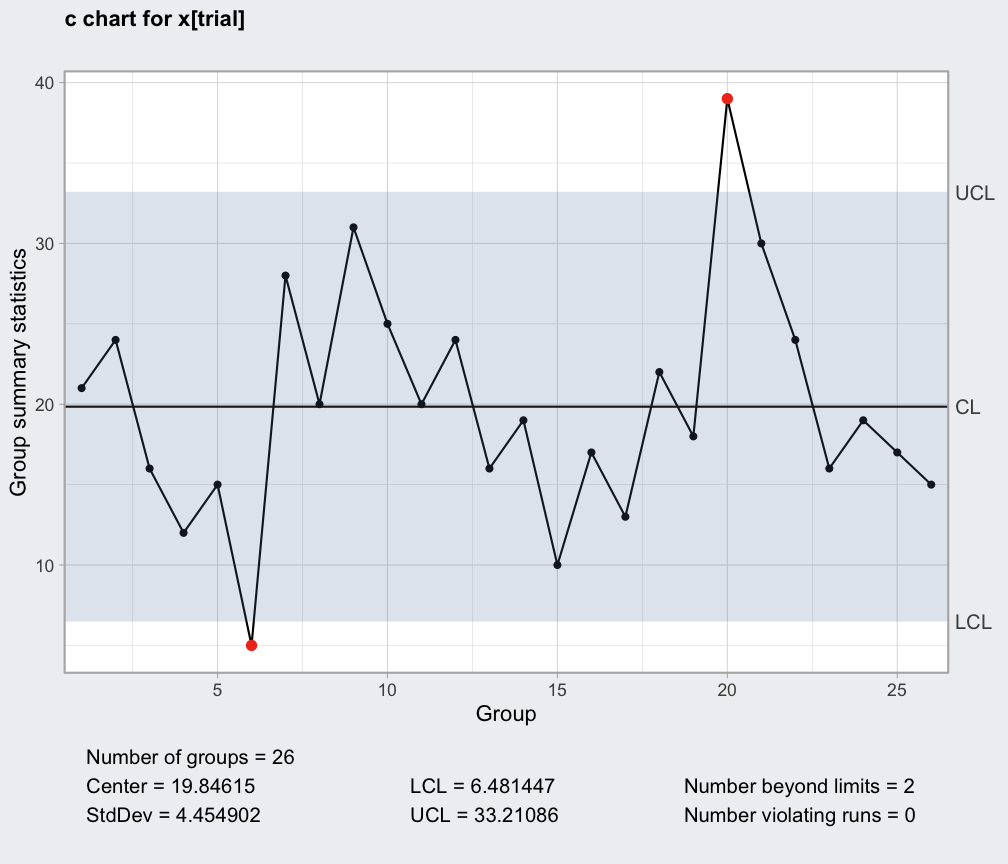 c chart for x[trial]
40
30
20
10
Group summary statistics
UCL
CL
LCL
5 10 15 20 25
Group
Number of groups = 26
Center = 19.84615 LCL = 6.481447 Number beyond limits = 2
StdDev = 4.454902 UCL = 33.21086 Number violating runs = 0